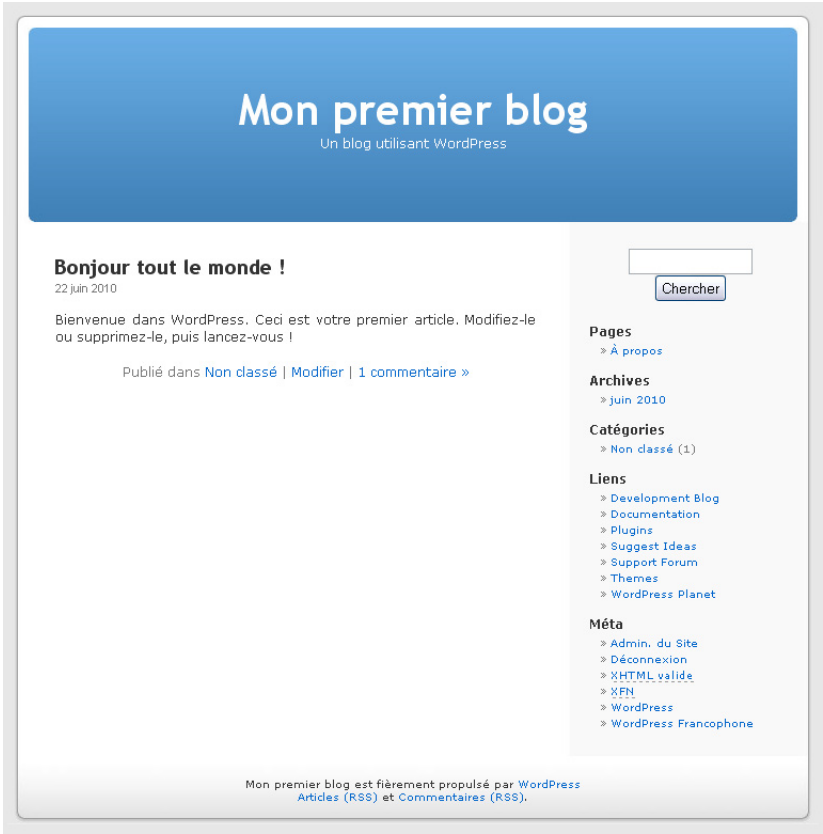 Mon premier blog
Un blog utilisant WordPress
Bonjour tout le monde !
22 juin 2010
Bienvenue dans WordPress. Ceci est votre premier article. Modifiez-le
ou supprimez-le, puis lancez-vous !
Publié dans Non classé | Modifier | 1 commentaire »
Chercher
Pages
» À propos
Archives
» juin 2010
Catégories
» Non classé (1)
Liens
» Development Blog
» Documentation
» Plugins
» Suggest Ideas
» Support Forum
» Themes
» WordPress Planet
Méta
» Admin. du Site
» Déconnexion
» XHTML valide
» XFN
» WordPress
» WordPress Francophone
Mon premier blog est fièrement propulsé par WordPress
Articles (RSS) et Commentaires (RSS).